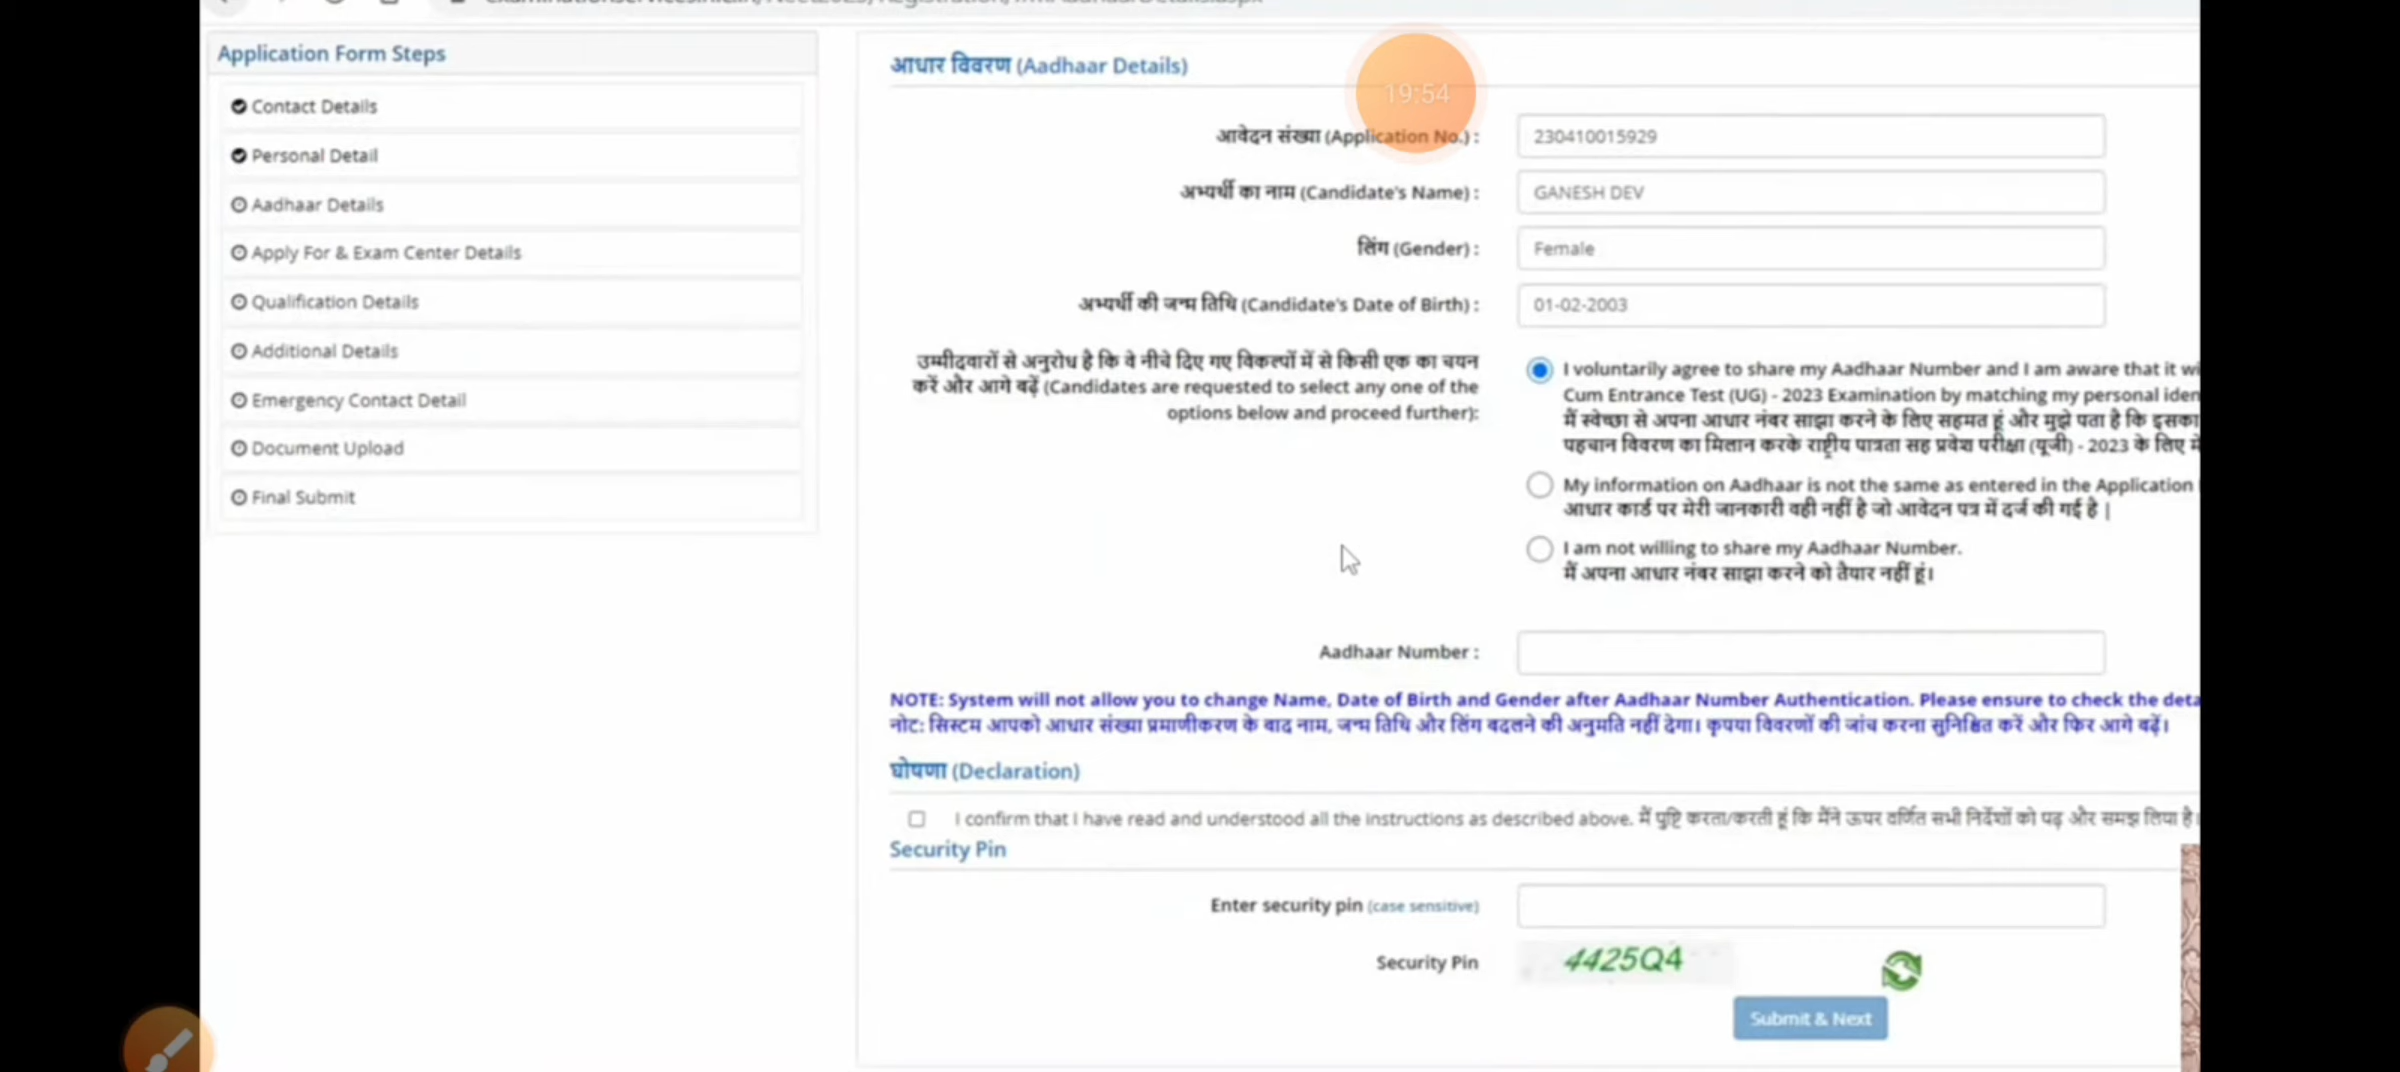 Application Form Steps
Contact Details
Personal Detail
Aadhaar Details
Apply For & Exam Center Details
Qualification Details
Additional Details
Emergency Contact Detail
Document Upload
Final Submit
आधार विवरण (Aadhaar Details)
19:54
आवेदन संख्या (Application No.) : 230410015929
अभ्यर्थी का नाम (Candidate's Name) : GANESH DEV
लिंग (Gender) : Female
अभ्यर्थी की जन्म तिथि (Candidate's Date of Birth) : 01-02-2003
उम्मीदवारों से अनुरोध है कि वे नीचे दिए गए विकल्पों में से किसी एक का चयन
करें और आगे बढ़ें (Candidates are requested to select any one of the
options below and proceed further):
I voluntarily agree to share my Aadhaar Number and I am aware that it wi
Cum Entrance Test (UG) - 2023 Examination by matching my personal iden
मैं स्वेच्छा से अपना आधार नंबर साझा करने के लिए सहमत हूं और मुझे पता है कि इसका
पहचान विवरण का मिलान करके राष्ट्रीय पात्रता सह प्रवेश परीक्षा (यूजी) - 2023 के लिए में
My information on Aadhaar is not the same as entered in the Application
आधार कार्ड पर मेरी जानकारी वही नहीं है जो आवेदन पत्र में दर्ज की गई है |
I am not willing to share my Aadhaar Number.
मैं अपना आधार नंबर साझा करने को तैयार नहीं हूं।
Aadhaar Number :
NOTE: System will not allow you to change Name, Date of Birth and Gender after Aadhaar Number Authentication. Please ensure to check the deta
नोट: सिस्टम आपको आधार संख्या प्रमाणीकरण के बाद नाम, जन्म तिथि और लिंग बदलने की अनुमति नहीं देगा। कृपया विवरणों की जांच करना सुनिश्चित करें और फिर आगे बढ़ें।
घोषणा (Declaration)
I confirm that I have read and understood all the instructions as described above. मैं पुष्टि करता/करती हूं कि मैंने ऊपर वर्णित सभी निर्देशों को पढ़ और समझ लिया है।
Security Pin
Enter security pin (case sensitive)
Security Pin 4425Q4
Submit & Next